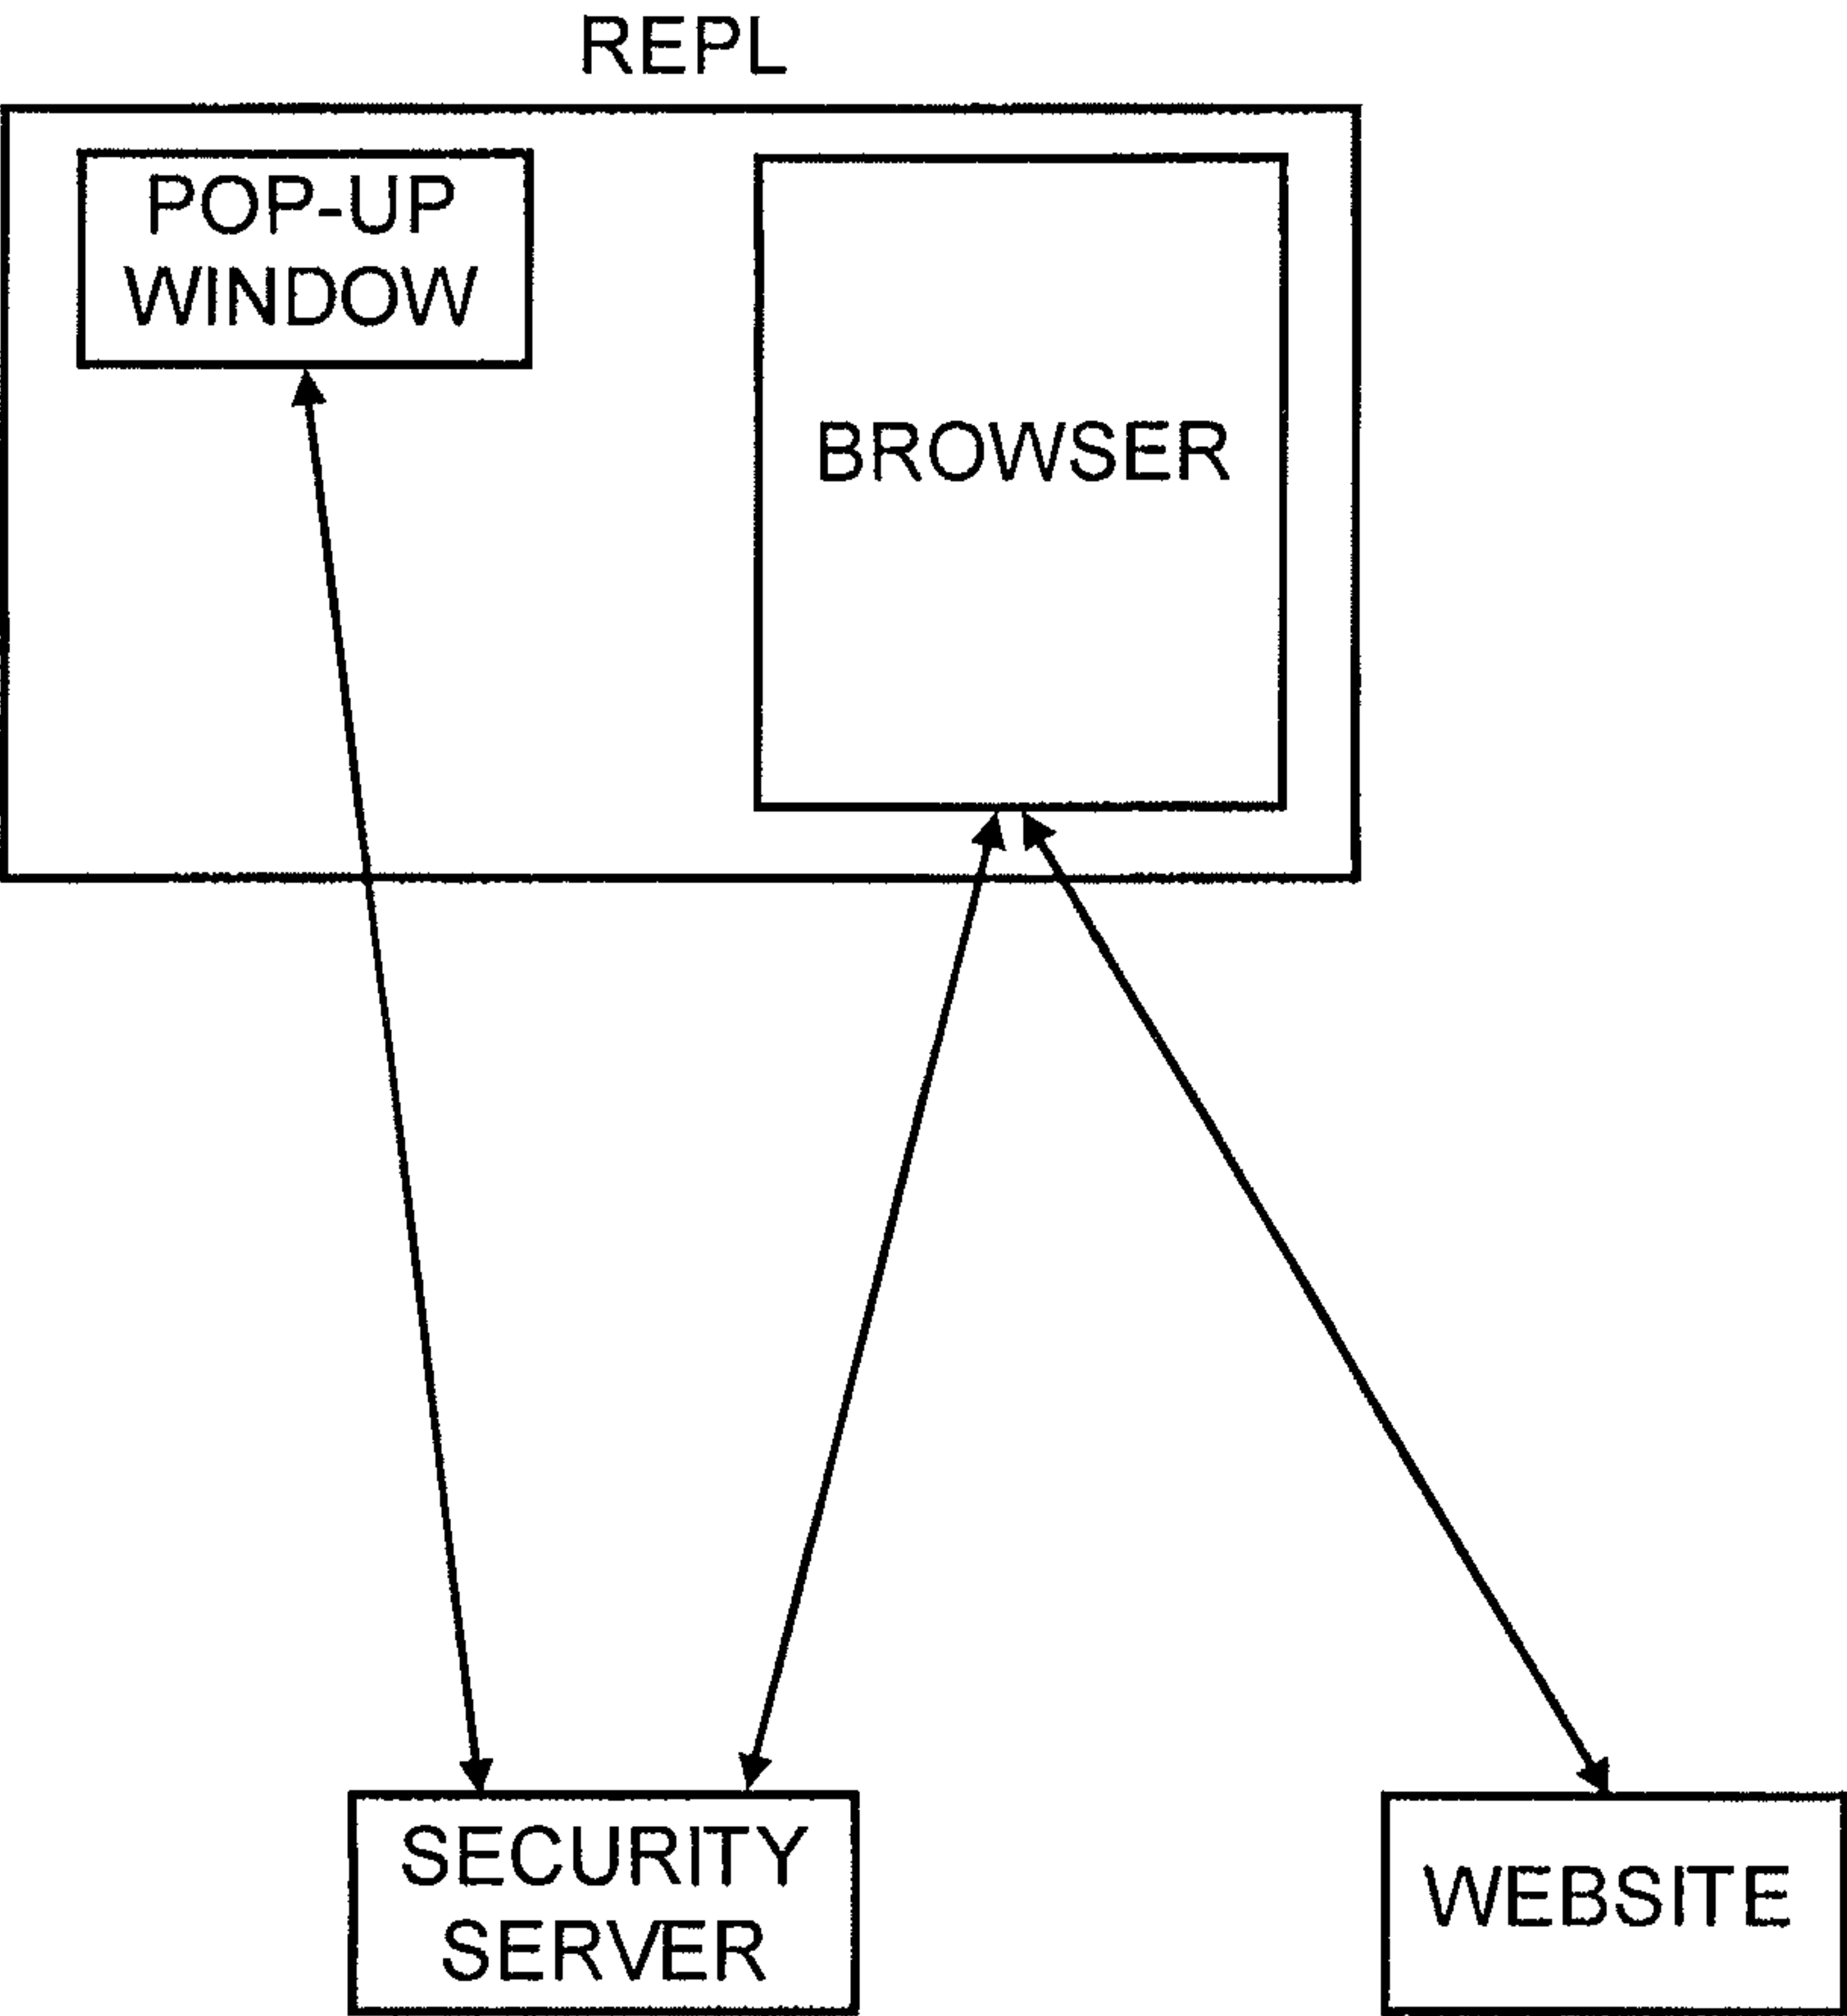 REPL
POP-UP
WINDOW
BROWSER
SECURITY
SERVER
WEBSITE